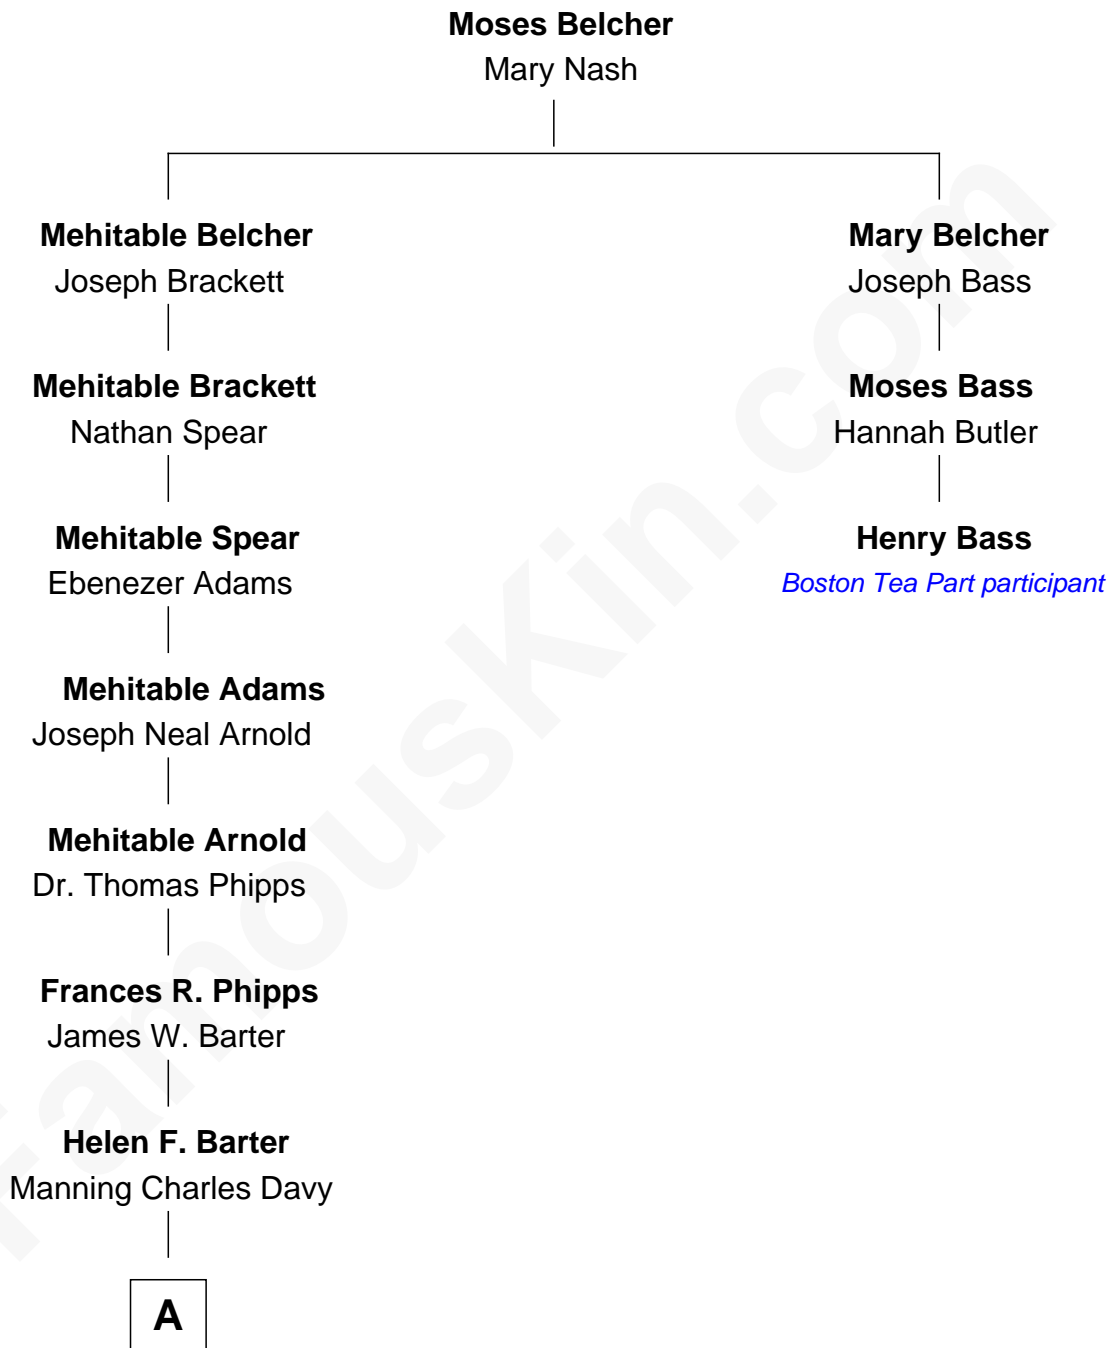 Moses Belcher
Mary Nash
Mehitable Belcher
Joseph Brackett
Mary Belcher
Joseph Bass
Mehitable Brackett
Nathan Spear
Moses Bass
Hannah Butler
Mehitable Spear
Ebenezer Adams
Henry Bass
Boston Tea Part participant
Mehitable Adams
Joseph Neal Arnold
Mehitable Arnold
Dr. Thomas Phipps
Frances R. Phipps
James W. Barter
Helen F. Barter
Manning Charles Davy
A
FamousKin.com